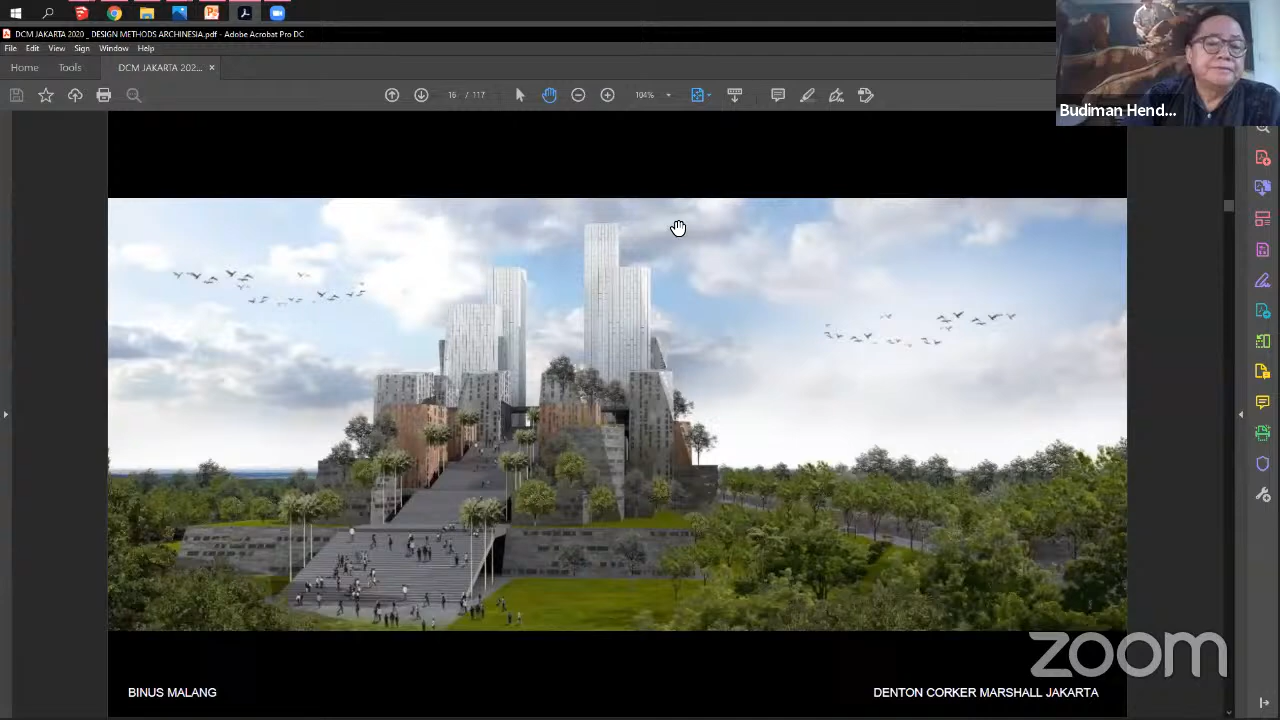 DCM JAKARTA 2020 _ DESIGN METHODS ARCHINESIA.pdf - Adobe Acrobat Pro DC
File Edit View Sign Window Help
Home Tools DCM JAKARTA 202... ×
16 / 117 104%
Budiman Hend...
zoom
BINUS MALANG
DENTON CORKER MARSHALL JAKARTA